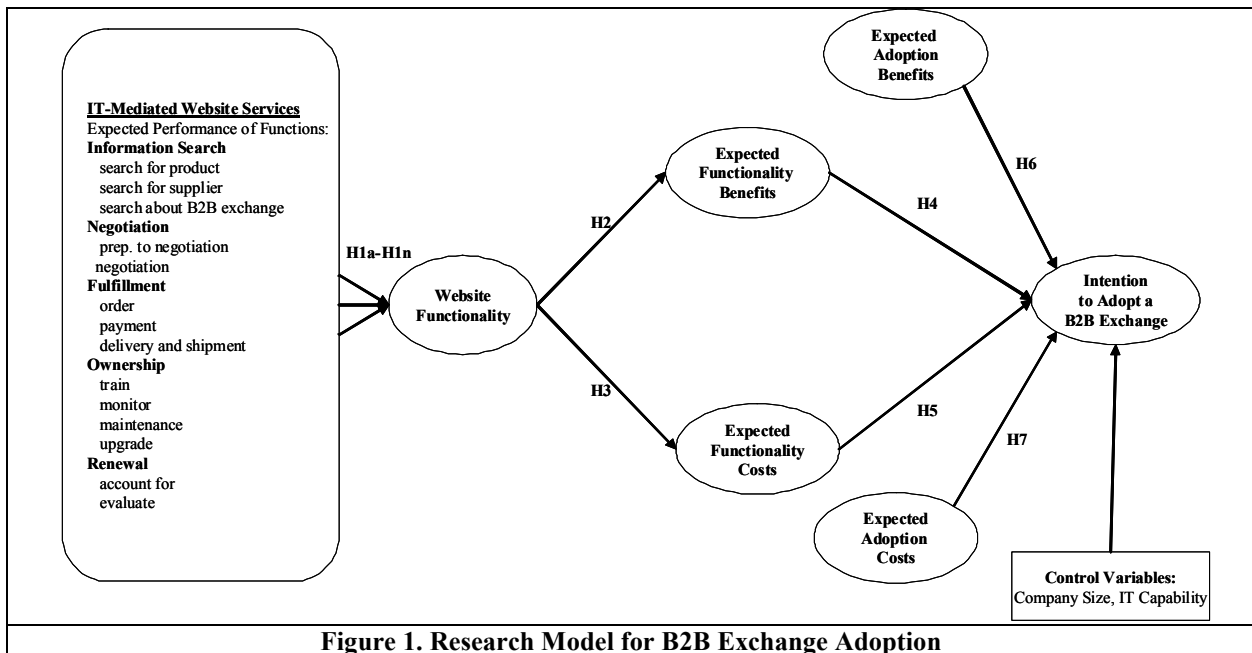 IT-Mediated Website Services
Expected Performance of Functions:
Information Search
search for product
search for supplier
search about B2B exchange
Negotiation
prep. to negotiation
negotiation
Fulfillment
order
payment
delivery and shipment
Ownership
train
monitor
maintenance
upgrade
Renewal
account for
evaluate
H1a-H1n
Website
Functionality
H2
H3
Expected
Functionality
Benefits
Expected
Functionality
Costs
Expected
Adoption
Benefits
H4
H5
H6
H7
Expected
Adoption
Costs
Intention
to Adopt a
B2B Exchange
Control Variables:
Company Size, IT Capability
Figure 1. Research Model for B2B Exchange Adoption